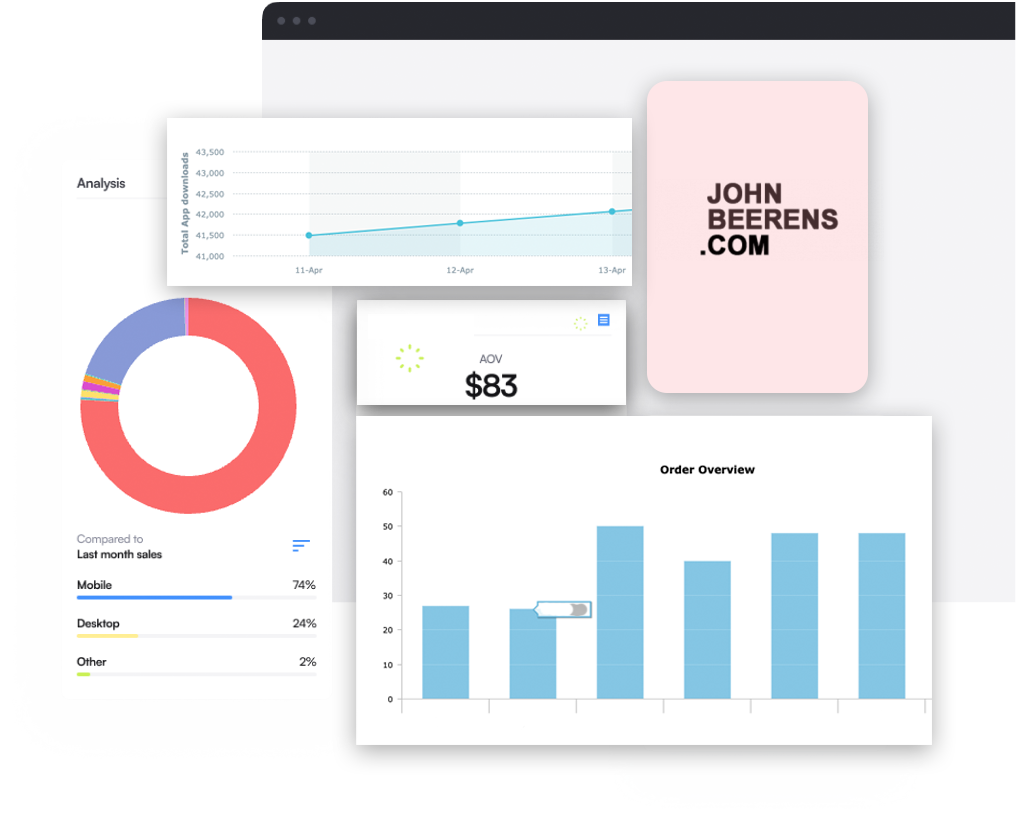 Analysis
Total App downloads
43,500
43,000
42,500
42,000
41,500
41,000
11-Apr
12-Apr
13-Apr
JOHN
BEERENS
.COM
AOV
$83
Compared to
Last month sales
Mobile 74%
Desktop 24%
Other 2%
Order Overview
60
50
40
30
20
10
0